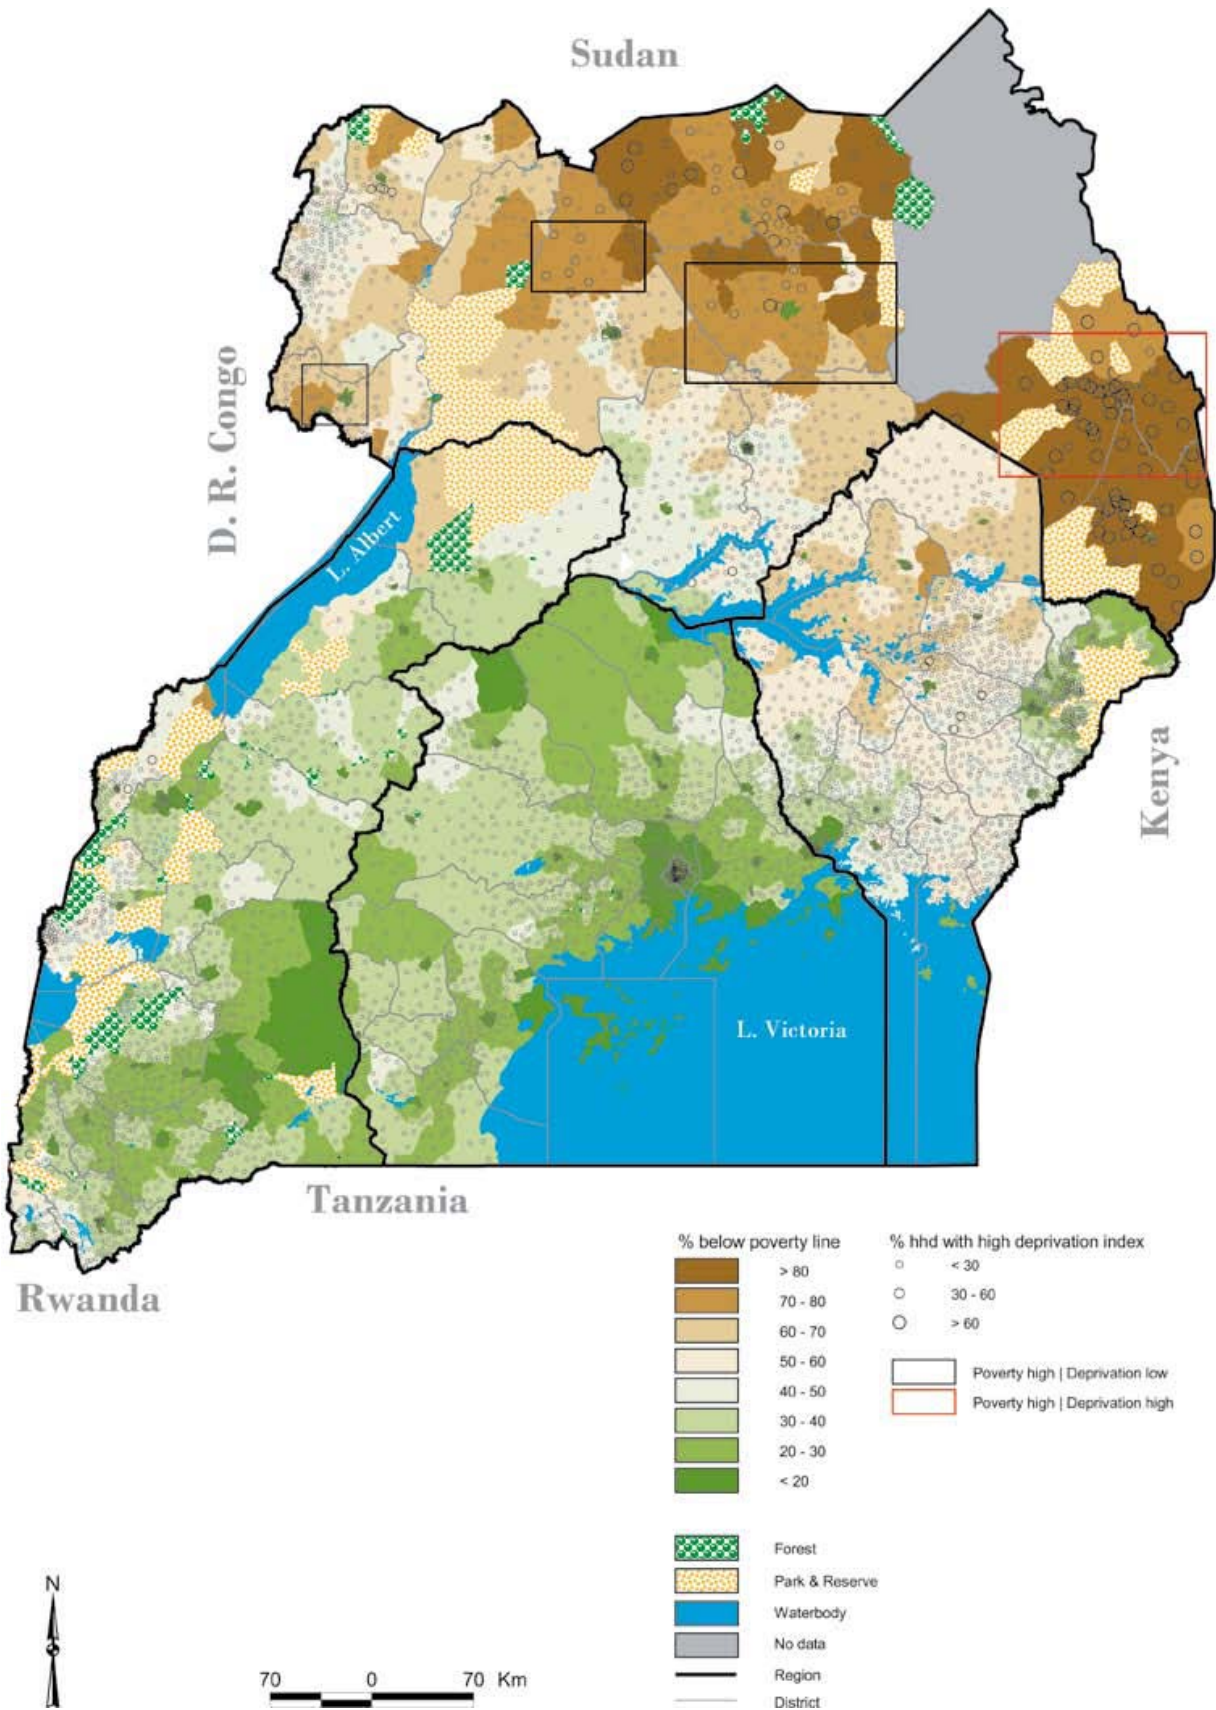 Sudan
D. R. Congo
L. Albert
Kenya
L. Victoria
Tanzania
Rwanda
% below poverty line
> 80
70 - 80
60 - 70
50 - 60
40 - 50
30 - 40
20 - 30
< 20
% hhd with high deprivation index
< 30
30 - 60
> 60
Poverty high | Deprivation low
Poverty high | Deprivation high
Forest
Park & Reserve
Waterbody
No data
Region
District
N
70 0 70 Km